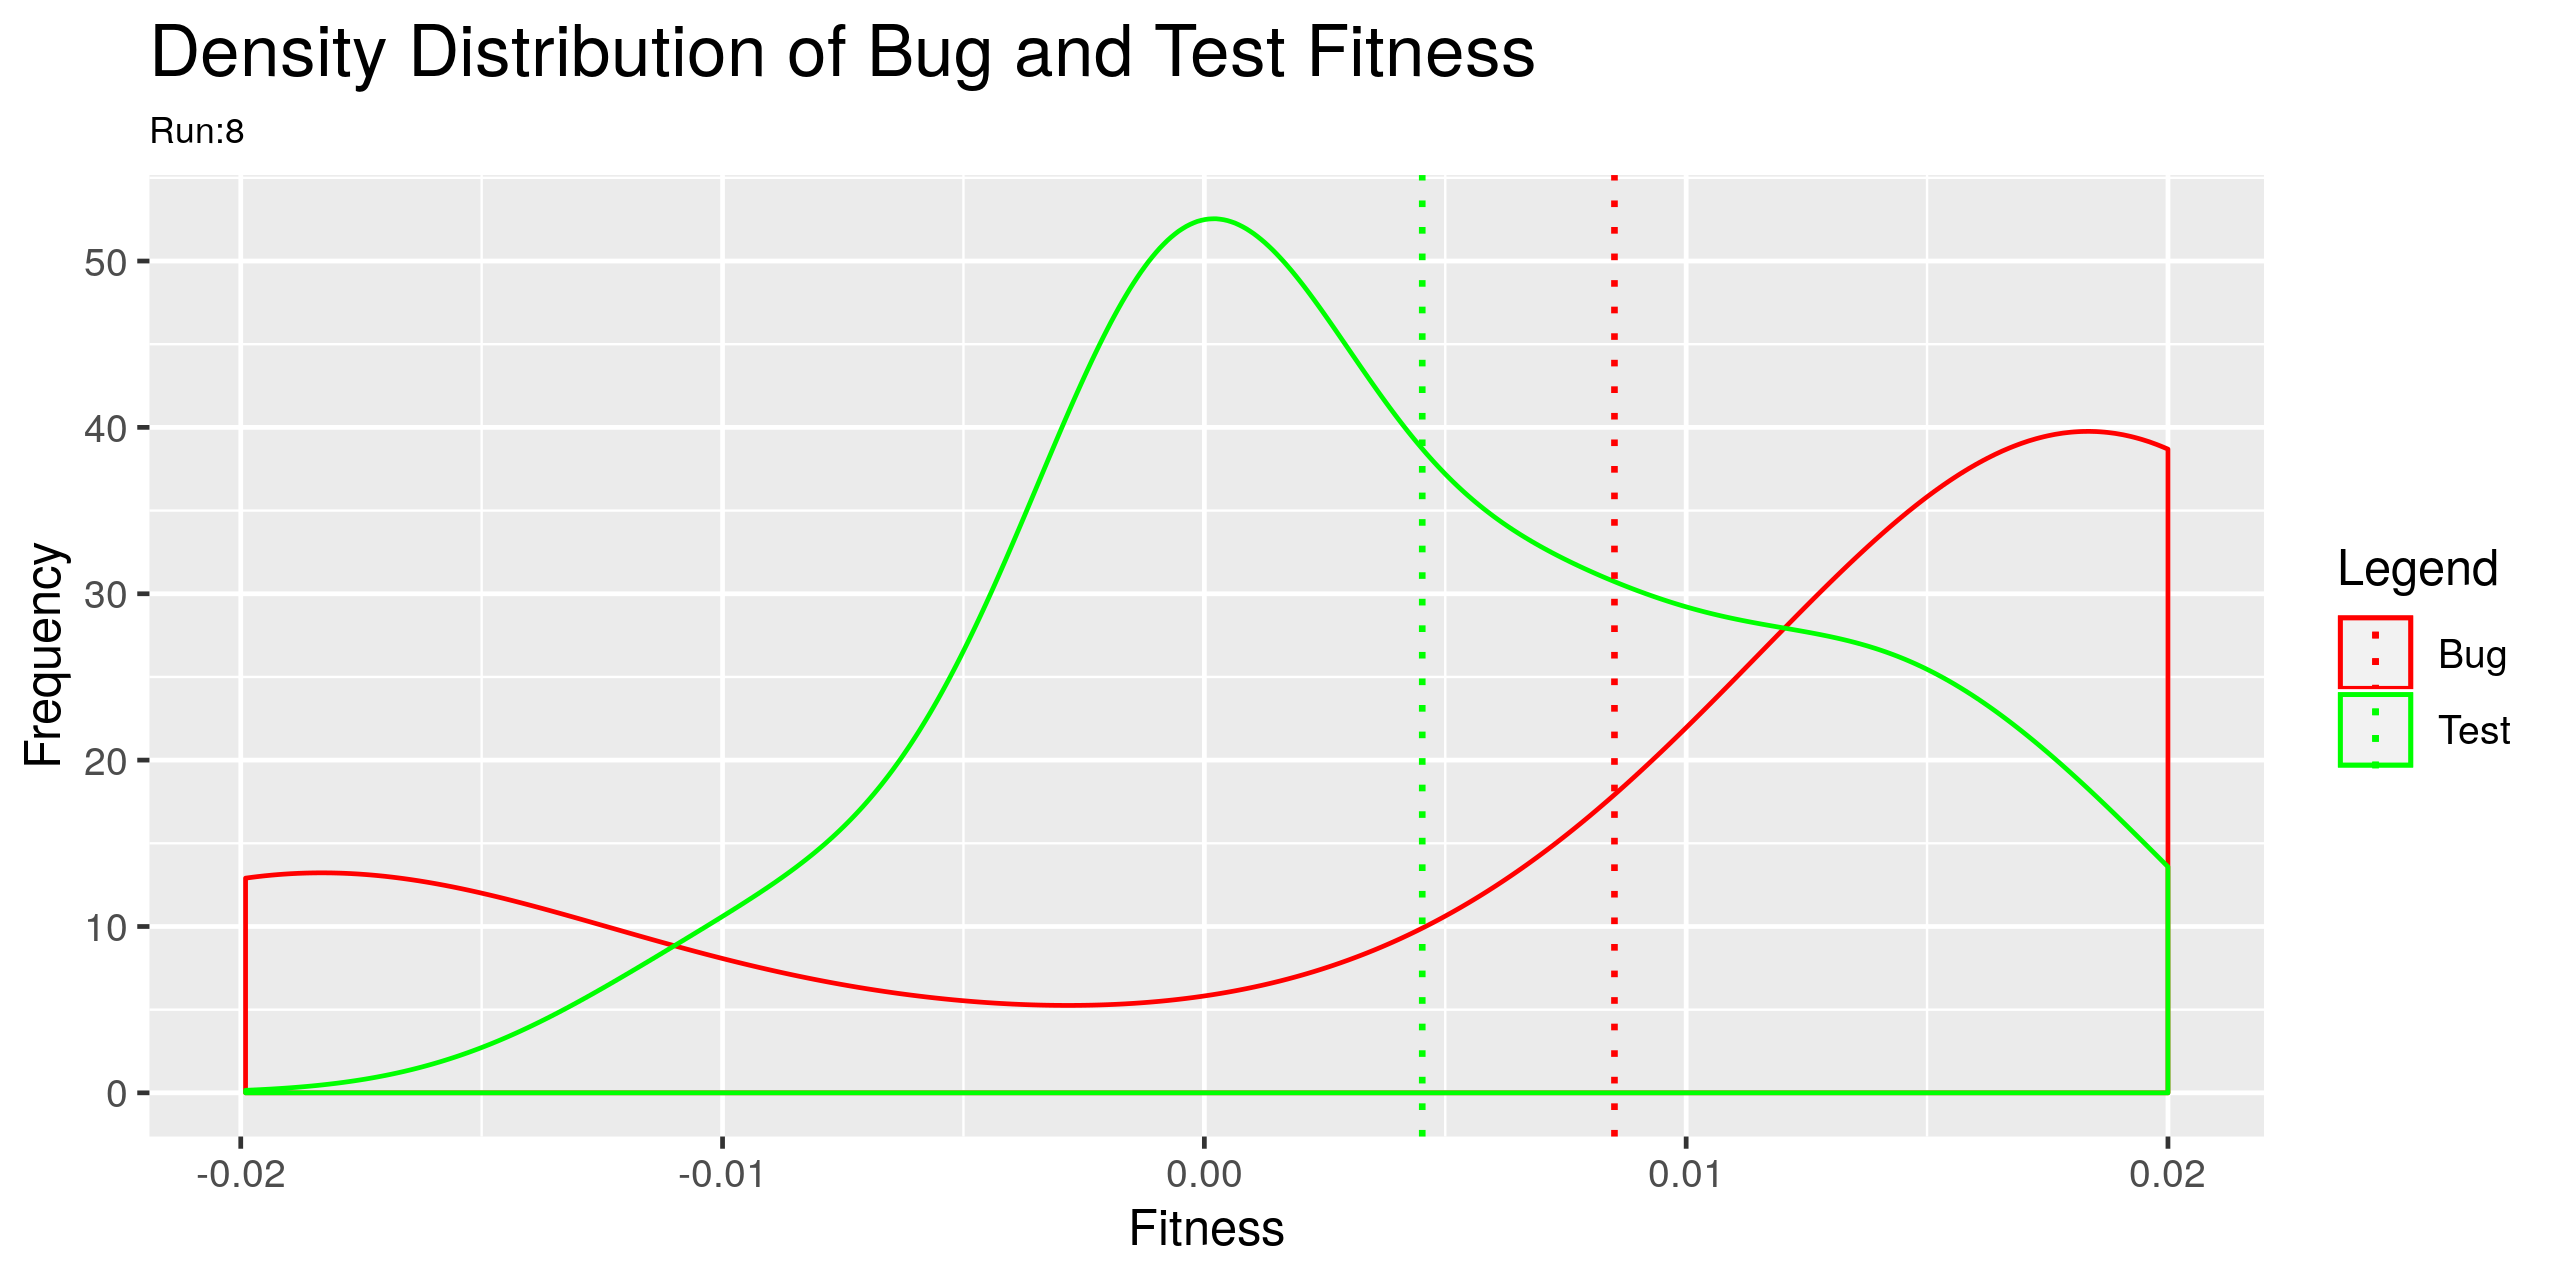 Density Distribution of Bug and Test Fitness
Run:8
Frequency
50
40
30
20
10
0
-0.02
-0.01
0.00
0.01
0.02
Fitness
Legend
Bug
Test